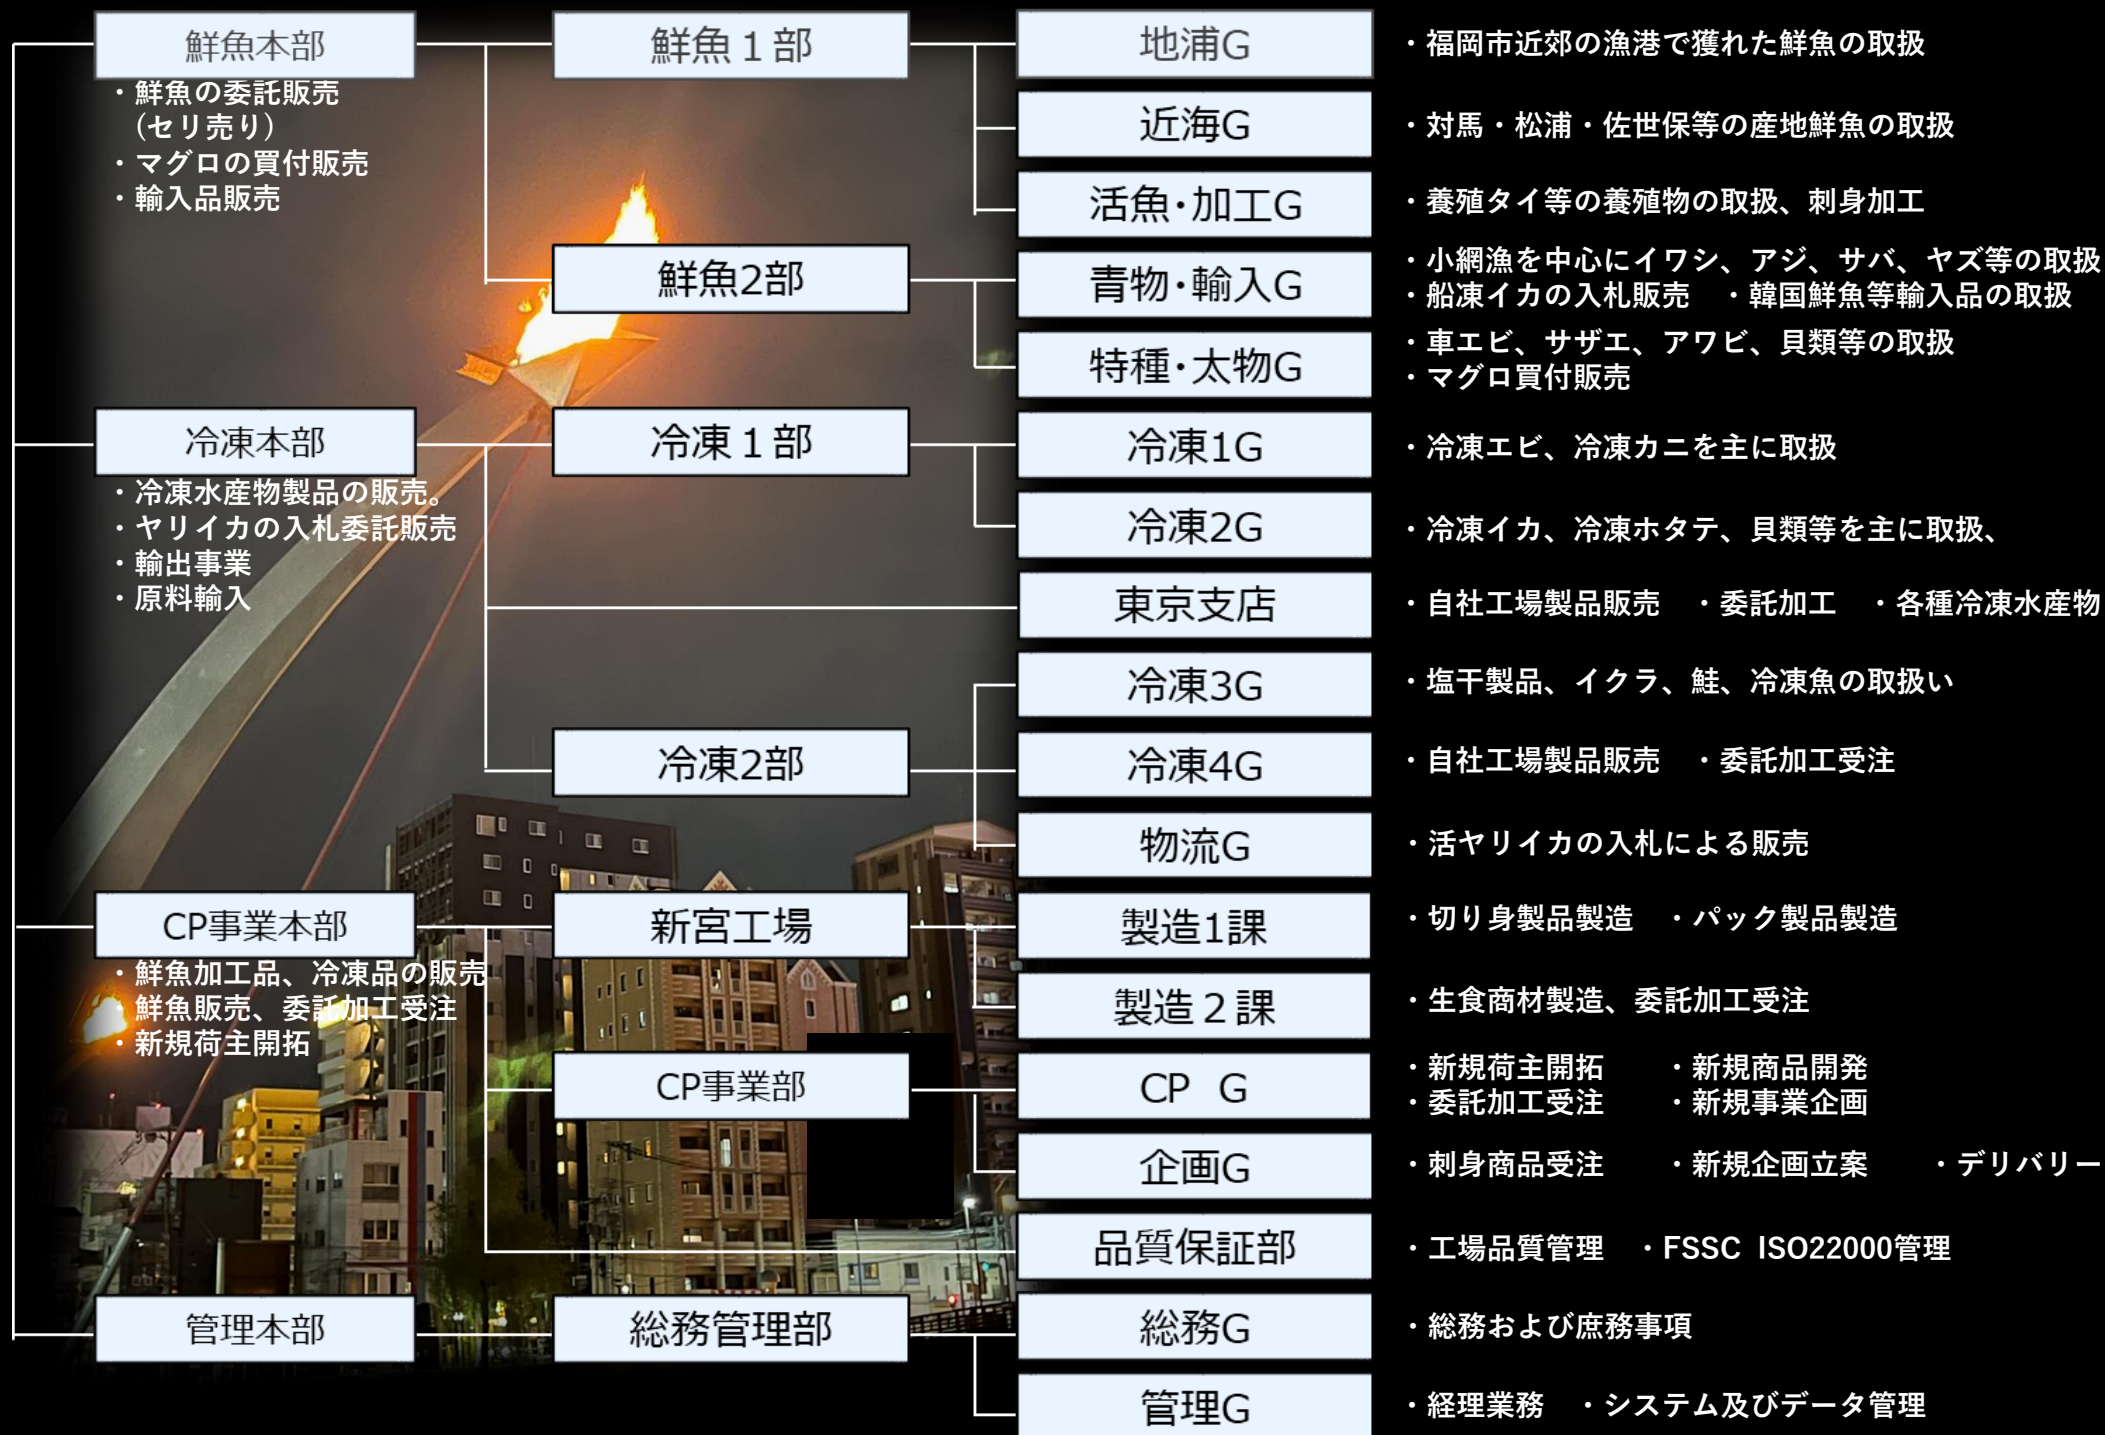 鮮魚本部
・鮮魚の委託販売
(セリ売り)
・マグロの買付販売
・輸入品販売
鮮魚１部
地浦G
・福岡市近郊の漁港で獲れた鮮魚の取扱
近海G
・対馬・松浦・佐世保等の産地鮮魚の取扱
活魚・加工G
・養殖タイ等の養殖物の取扱、刺身加工
鮮魚2部
青物・輸入G
・小網漁を中心にイワシ、アジ、サバ、ヤズ等の取扱
・船凍イカの入札販売　・韓国鮮魚等輸入品の取扱
特種・太物G
・車エビ、サザエ、アワビ、貝類等の取扱
・マグロ買付販売
冷凍本部
・冷凍水産物製品の販売。
・ヤリイカの入札委託販売
・輸出事業
・原料輸入
冷凍１部
冷凍1G
・冷凍エビ、冷凍カニを主に取扱
冷凍2G
・冷凍イカ、冷凍ホタテ、貝類等を主に取扱、
東京支店
・自社工場製品販売　・委託加工　・各種冷凍水産物
冷凍2部
冷凍3G
・塩干製品、イクラ、鮭、冷凍魚の取扱い
冷凍4G
・自社工場製品販売　・委託加工受注
物流G
・活ヤリイカの入札による販売
CP事業本部
・鮮魚加工品、冷凍品の販売
・鮮魚販売、委託加工受注
・新規荷主開拓
新宮工場
製造1課
・切り身製品製造　・パック製品製造
製造２課
・生食商材製造、委託加工受注
CP事業部
CP　G
・新規荷主開拓　・新規商品開発
・委託加工受注　・新規事業企画
企画G
・刺身商品受注　・新規企画立案　・デリバリー
品質保証部
・工場品質管理　・FSSC ISO22000管理
管理本部
総務管理部
総務G
・総務および庶務事項
管理G
・経理業務　・システム及びデータ管理